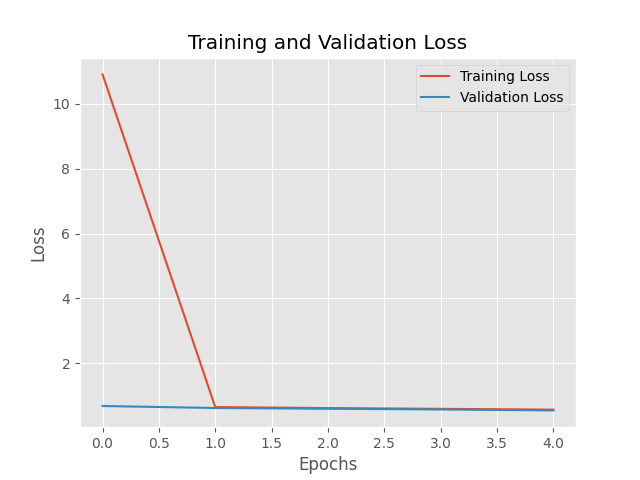 Training and Validation Loss
Training Loss
Validation Loss
10
8
6
4
2
Loss
0.0 0.5 1.0 1.5 2.0 2.5 3.0 3.5 4.0
Epochs